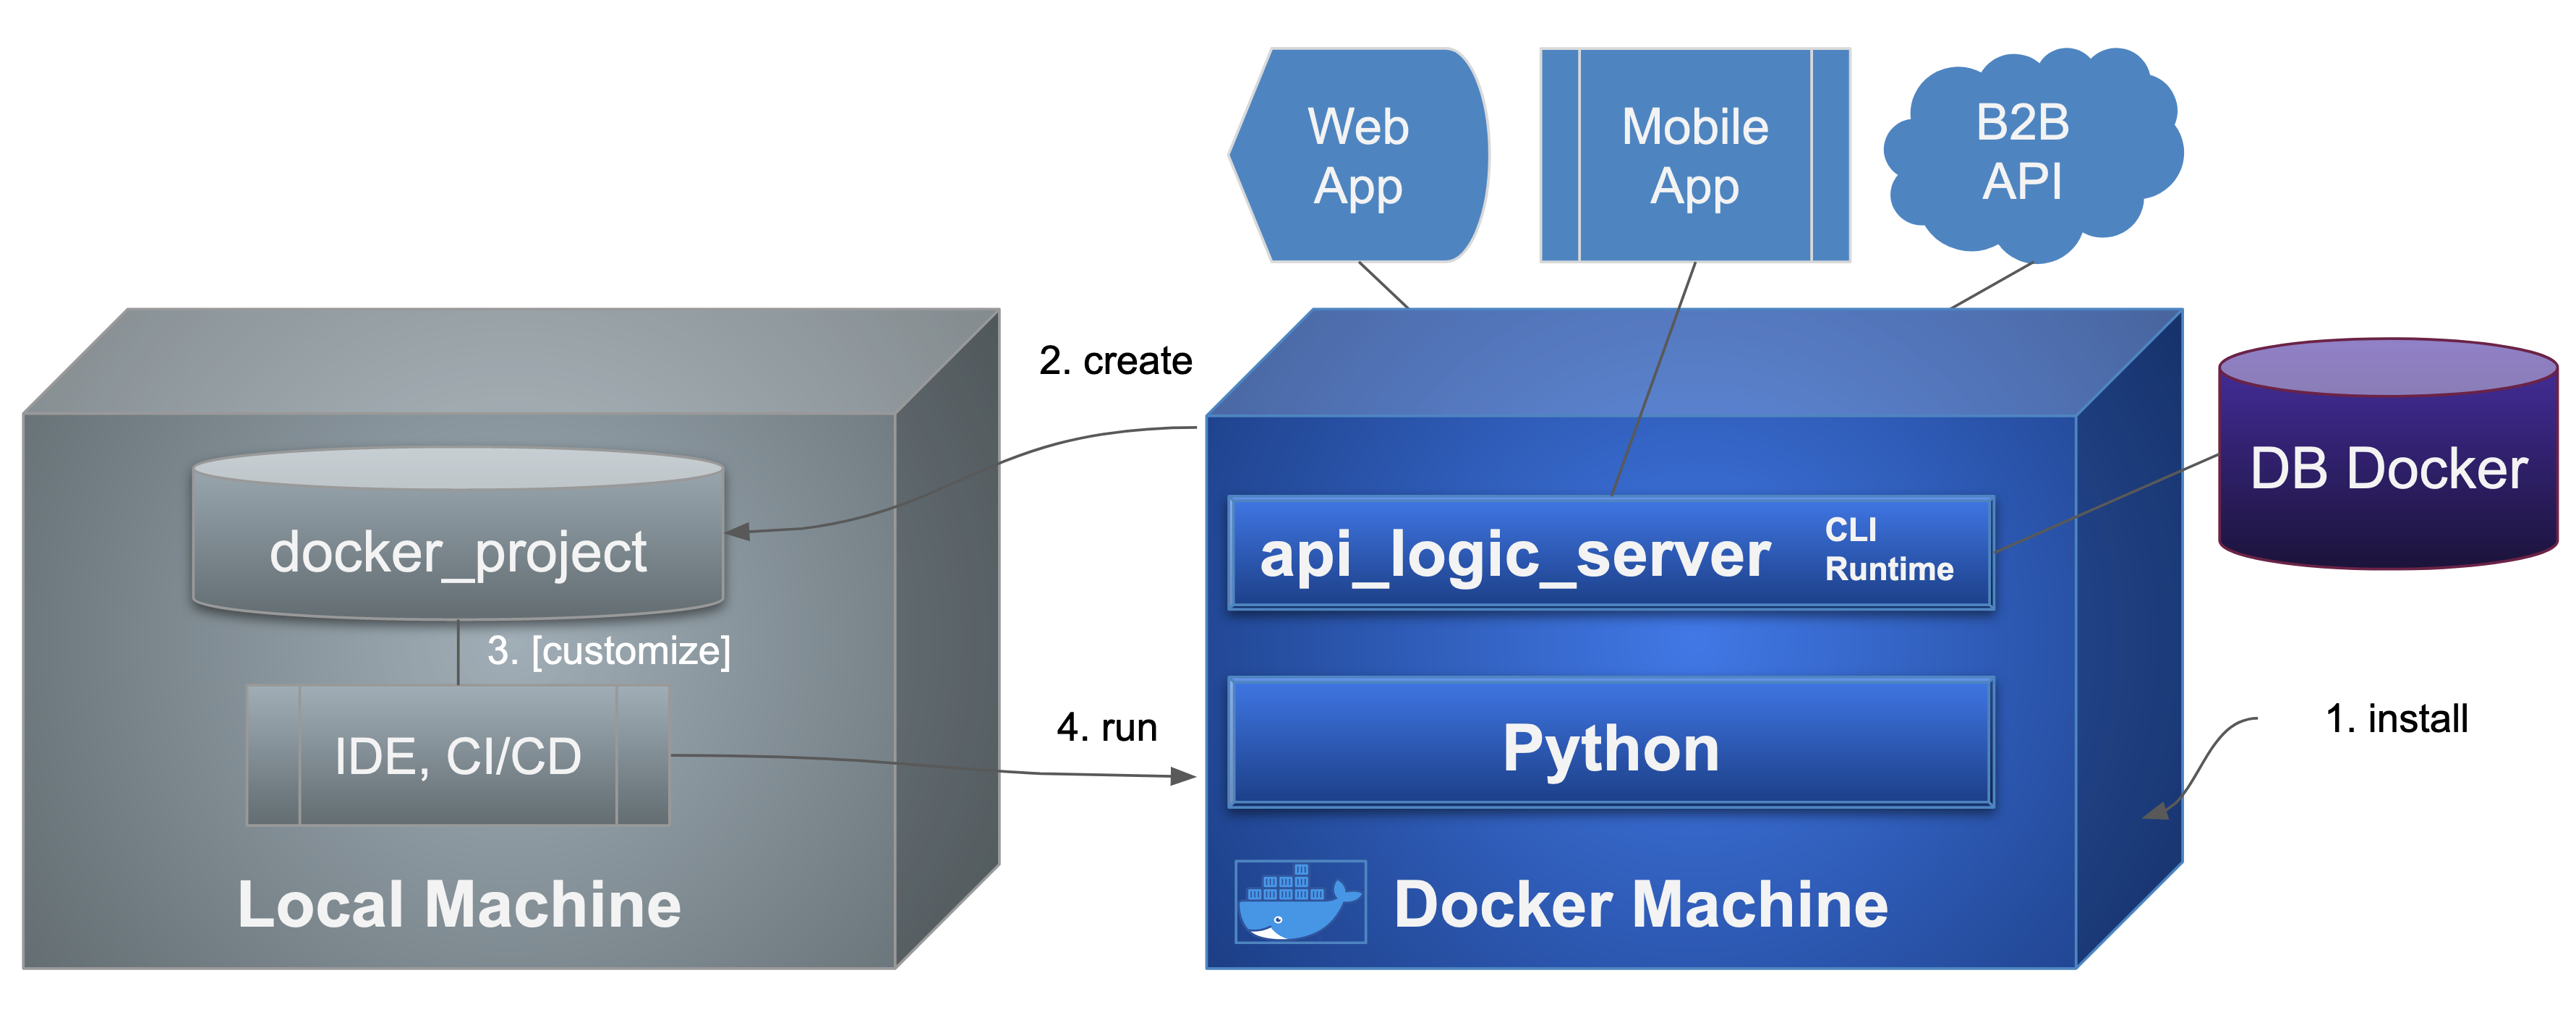 Web
App
Mobile
App
B2B
API
2. create
docker_project
3. [customize]
IDE, CI/CD
Local Machine
4. run
api_logic_server
CLI
Runtime
Python
Docker Machine
DB Docker
1. install